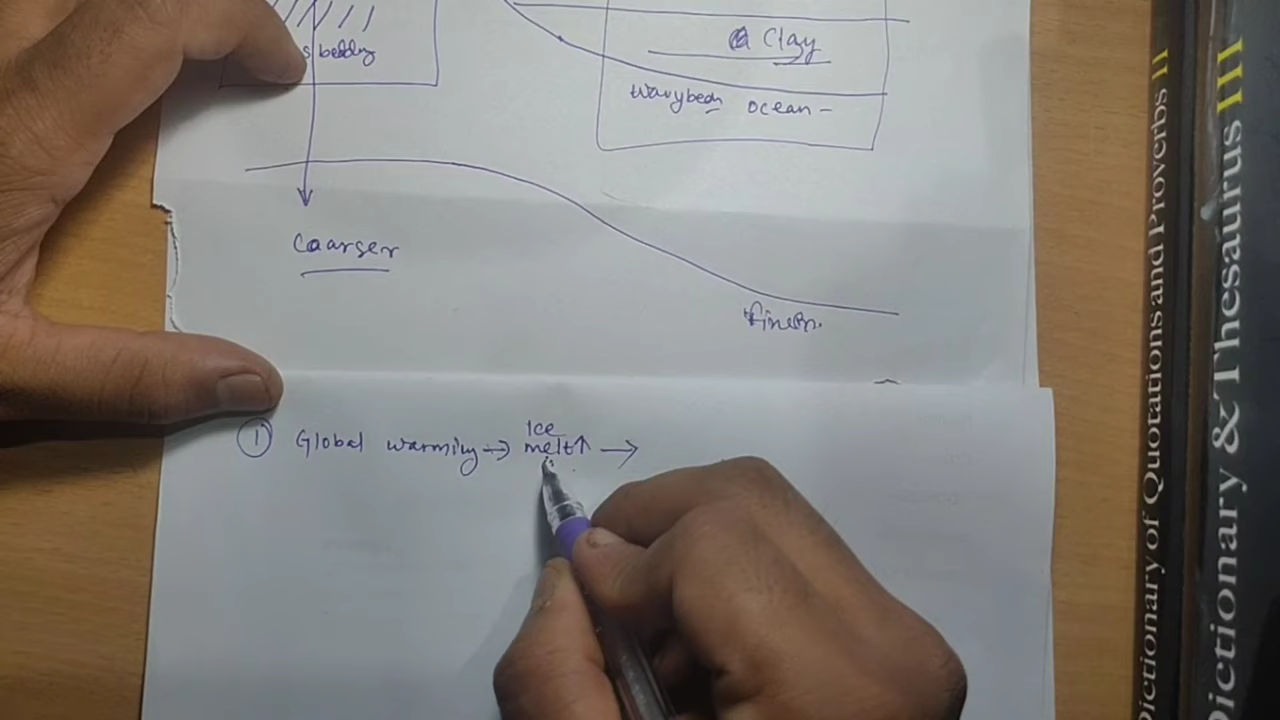 s bedding
Clay
Wavybedn ocean -
Coarser
finer.
① Global warming → Ice melt↑ →
Dictionary of Quotations and Proverbs II
Dictionary & Thesaurus III